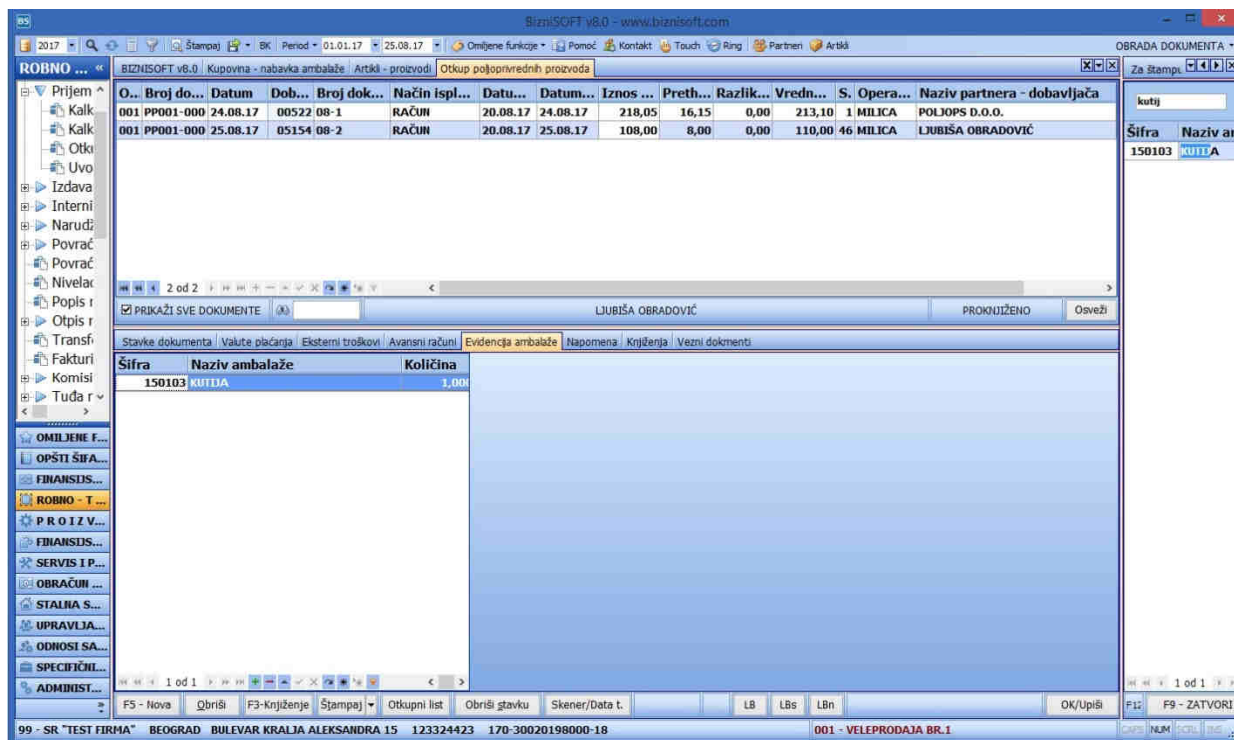 BS BizniSOFT v8.0 - www.biznisoft.com
2017 Štampaj BK Period 01.01.17 25.08.17 Omiljene funkcije Pomoć Kontakt Touch Ring Partneri Artikli OBRADA DOKUMENTA
ROBNO ... « BIZNISOFT v8.0 Kupovina - nabavka ambalaže Artikli - proizvodi Otkup poljoprivrednih proizvoda Za štampu
O... Broj do... Datum Dob... Broj dok... Način ispl... Datu... Datum... Iznos ... Preth... Razlik... Vredn... S. Opera... Naziv partnera - dobavljača
001 PP001-000 24.08.17 00522 08-1 RAČUN 20.08.17 24.08.17 218,05 16,15 0,00 213,10 1 MILICA POLJOPS D.O.O.
001 PP001-000 25.08.17 05154 08-2 RAČUN 20.08.17 25.08.17 108,00 8,00 0,00 110,00 46 MILICA LJUBIŠA OBRADOVIĆ
2 od 2
PRIKAŽI SVE DOKUMENTE LJUBIŠA OBRADOVIĆ PROKNJIŽENO Osveži
Stavke dokumenta Valute plaćanja Eksterni troškovi Avansni računi Evidencija ambalaže Napomena Knjiženja Vezni dokmenti
Šifra Naziv ambalaže Količina
150103 KUTIJA 1,000
1 od 1
F5 - Nova Obriši F3-Knjiženje Štampaj Otkupni list Obriši stavku Skener/Data t. LB LBs LBn OK/Upiši
Prijem
Kalk
Kalk
Otku
Uvo
Izdava
Interni
Narudž
Povrać
Povrać
Nivelac
Popis r
Otpis r
Transf
Fakturi
Komisi
Tuđa r
OMILJENE F...
OPŠTI ŠIFA...
FINANSIJS...
ROBNO - T ...
P R O I Z V...
FINANSIJS...
SERVIS I P...
OBRAČUN ...
STALNA S...
UPRAVLJA...
ODNOSI SA...
SPECIFIČNI...
ADMINIST...
kutij
Šifra Naziv ar
150103 KUTIJA
1 od 1
F12 F9 - ZATVORI
99 - SR "TEST FIRMA" BEOGRAD BULEVAR KRALJA ALEKSANDRA 15 123324423 170-30020198000-18 001 - VELEPRODAJA BR.1 CAPS NUM SCRL INS